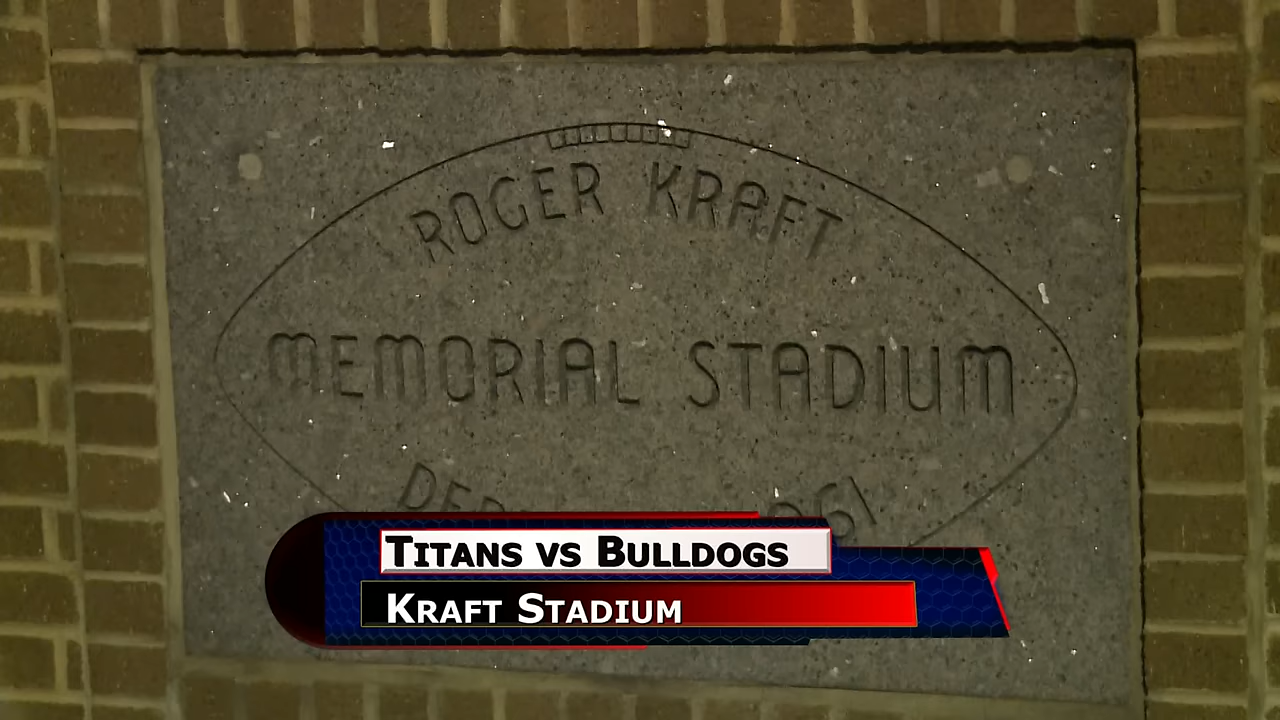 ROGER KRAFT
MEMORIAL STADIUM
TITANS VS BULLDOGS
KRAFT STADIUM